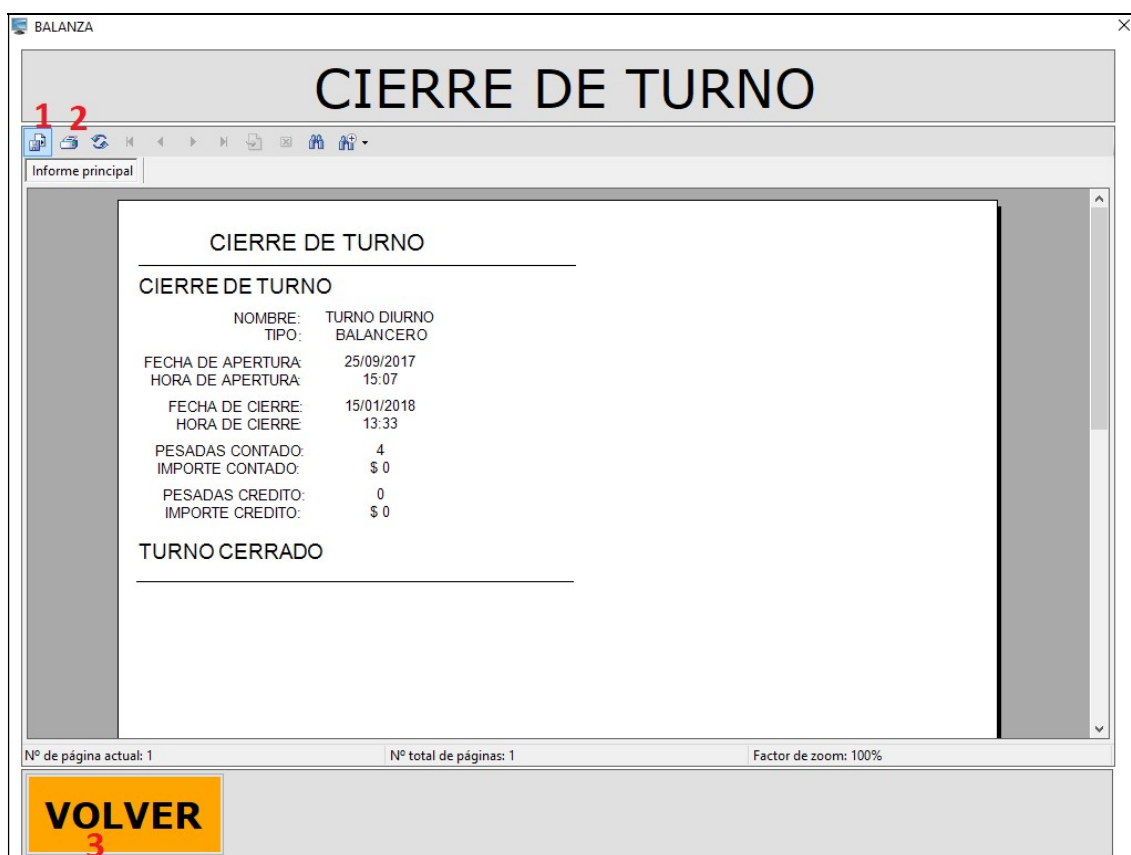 BALANZA
CIERRE DE TURNO
1 2
Informe principal
CIERRE DE TURNO
CIERRE DE TURNO
NOMBRE: TURNO DIURNO
TIPO: BALANCERO
FECHA DE APERTURA: 25/09/2017
HORA DE APERTURA: 15:07
FECHA DE CIERRE: 15/01/2018
HORA DE CIERRE: 13:33
PESADAS CONTADO: 4
IMPORTE CONTADO: $ 0
PESADAS CREDITO: 0
IMPORTE CREDITO: $ 0
TURNO CERRADO
Nº de página actual: 1 Nº total de páginas: 1 Factor de zoom: 100%
VOLVER
3